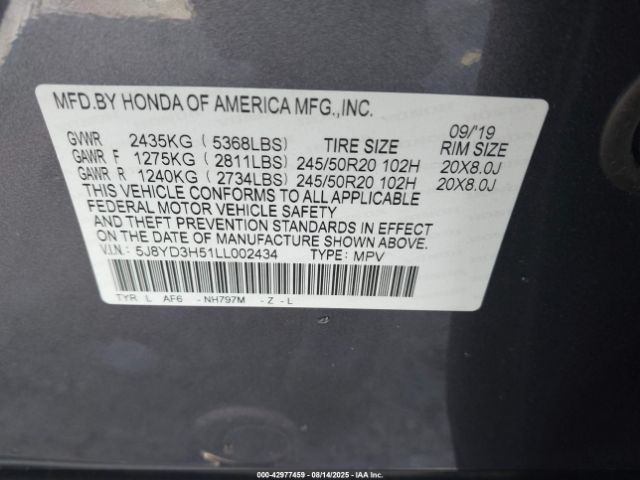 MFD.BY HONDA OF AMERICA MFG.,INC.
09/'19
GVWR 2435KG ( 5368LBS) TIRE SIZE RIM SIZE
GAWR F 1275KG ( 2811LBS) 245/50R20 102H 20X8.0J
GAWR R 1240KG ( 2734LBS) 245/50R20 102H 20X8.0J
THIS VEHICLE CONFORMS TO ALL APPLICABLE
FEDERAL MOTOR VEHICLE SAFETY
AND THEFT PREVENTION STANDARDS IN EFFECT
ON THE DATE OF MANUFACTURE SHOWN ABOVE.
V.I.N.: 5J8YD3H51LL002434 TYPE: MPV
TYR L AF6 - NH797M - Z - L
000-42977459 - 08/14/2025 - IAA Inc.